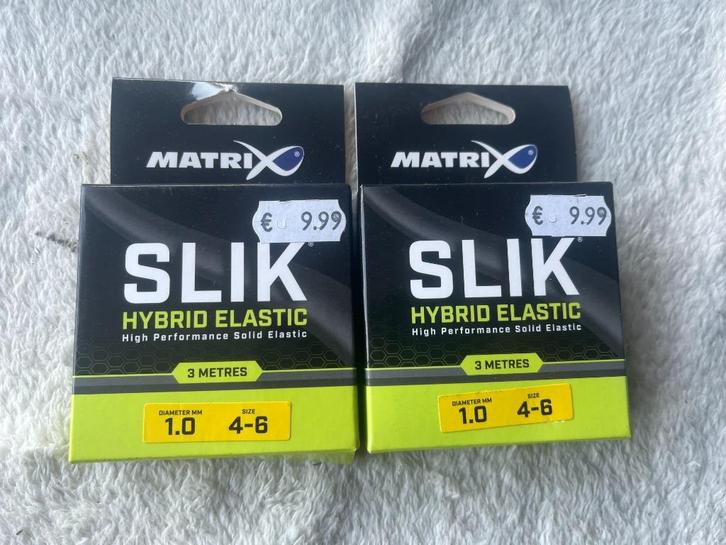 MATRIX
€ 9.99
SLIK®
HYBRID ELASTIC
High Performance Solid Elastic
3 METRES
DIAMETER MM SIZE
1.0 4-6
MATRIX
€ 9.99
SLIK®
HYBRID ELASTIC
High Performance Solid Elastic
3 METRES
DIAMETER MM SIZE
1.0 4-6